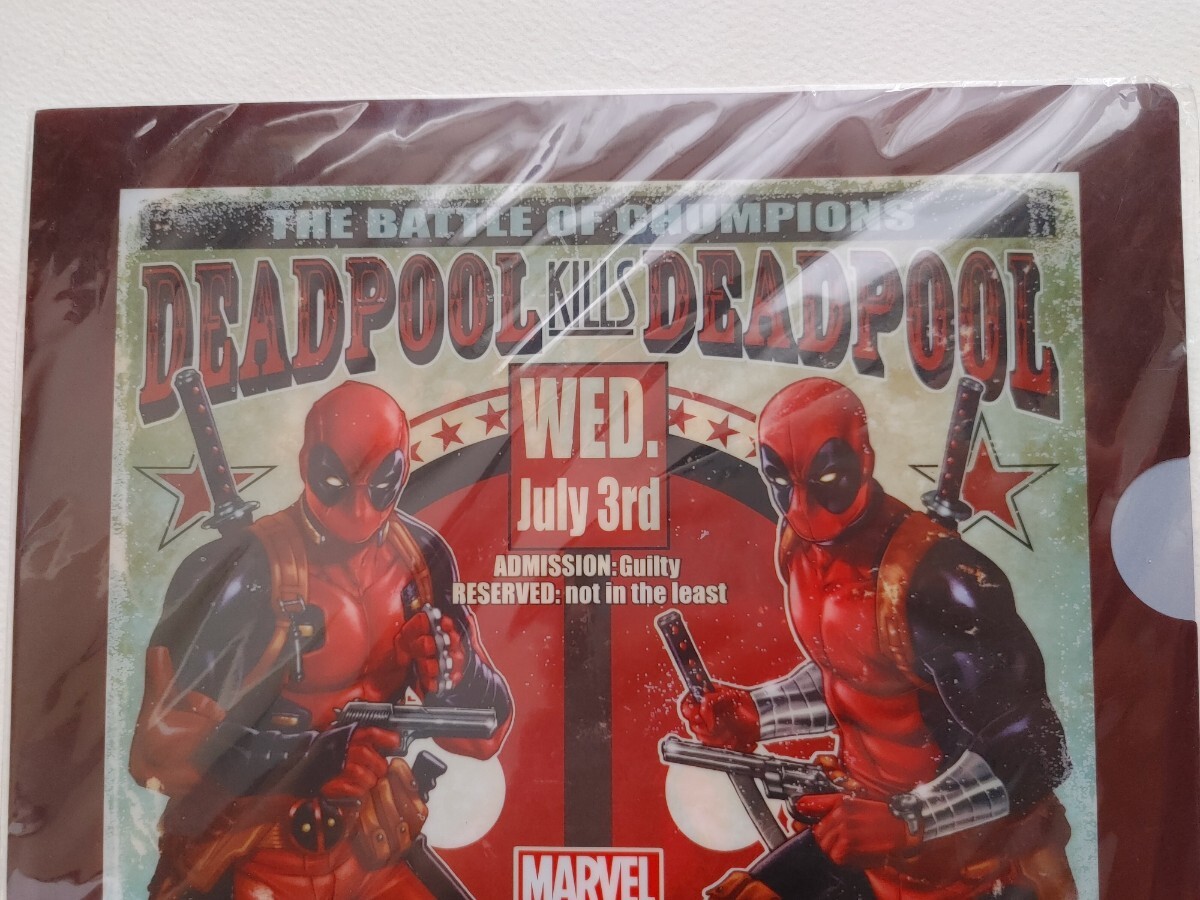 THE BATTLE OF CHUMPIONS
DEADPOOL KILLS DEADPOOL
WED.
July 3rd
ADMISSION: Guilty
RESERVED: not in the least
MARVEL